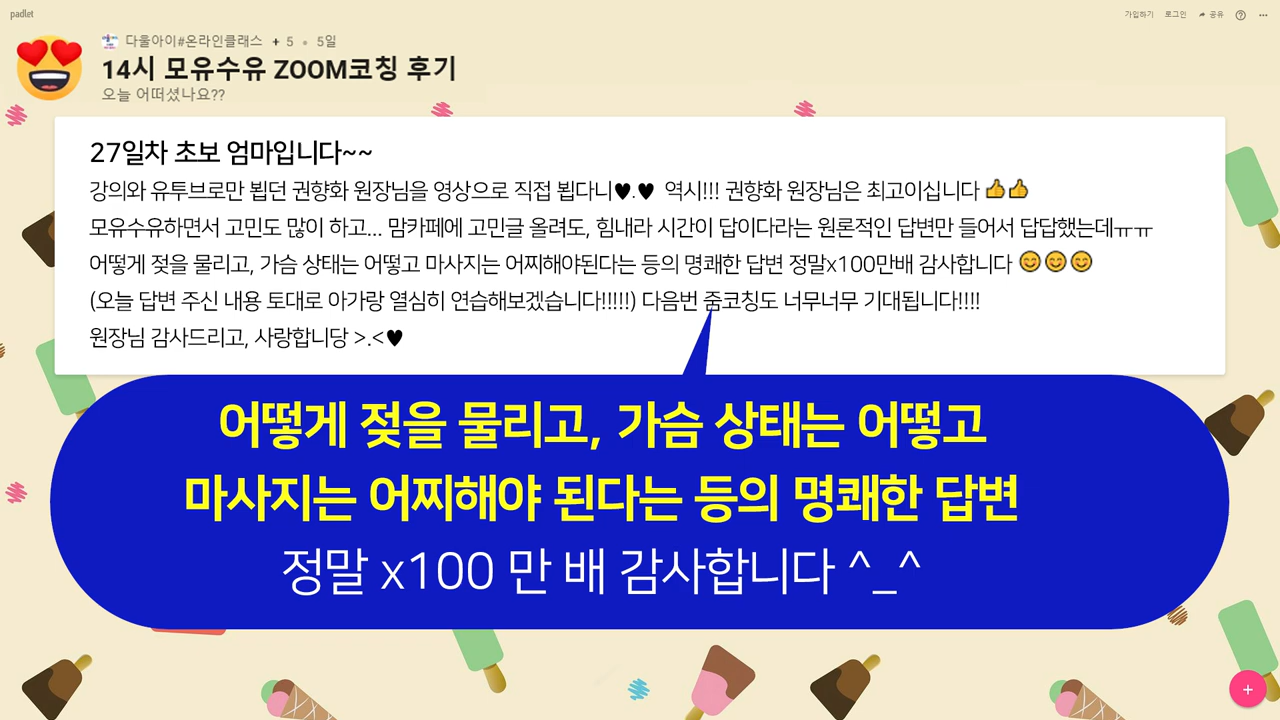 padlet
가입하기 로그인 공유
다울아이#온라인클래스 + 5 • 5일
14시 모유수유 ZOOM코칭 후기
오늘 어떠셨나요??
27일차 초보 엄마입니다~~
강의와 유투브로만 뵙던 권향화 원장님을 영상으로 직접 뵙다니♥.♥ 역시!!! 권향화 원장님은 최고이십니다 👍👍
모유수유하면서 고민도 많이 하고... 맘카페에 고민글 올려도, 힘내라 시간이 답이다라는 원론적인 답변만 들어서 답답했는데ㅠㅠ
어떻게 젖을 물리고, 가슴 상태는 어떻고 마사지는 어찌해야된다는 등의 명쾌한 답변 정말x100만배 감사합니다 😊😊😊
(오늘 답변 주신 내용 토대로 아가랑 열심히 연습해보겠습니다!!!!!) 다음번 줌코칭도 너무너무 기대됩니다!!!!
원장님 감사드리고, 사랑합니당 >.<♥
어떻게 젖을 물리고, 가슴 상태는 어떻고
마사지는 어찌해야 된다는 등의 명쾌한 답변
정말 x100 만 배 감사합니다 ^_^